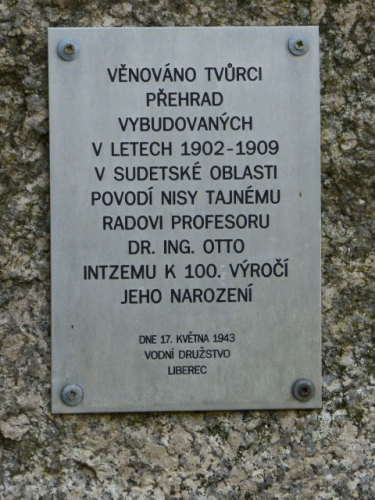 VĚNOVÁNO TVŮRCI
PŘEHRAD
VYBUDOVANÝCH
V LETECH 1902-1909
V SUDETSKÉ OBLASTI
POVODÍ NISY TAJNÉMU
RADOVI PROFESORU
DR. ING. OTTO
INTZEMU K 100. VÝROČÍ
JEHO NAROZENÍ
DNE 17. KVĚTNA 1943
VODNÍ DRUŽSTVO
LIBEREC